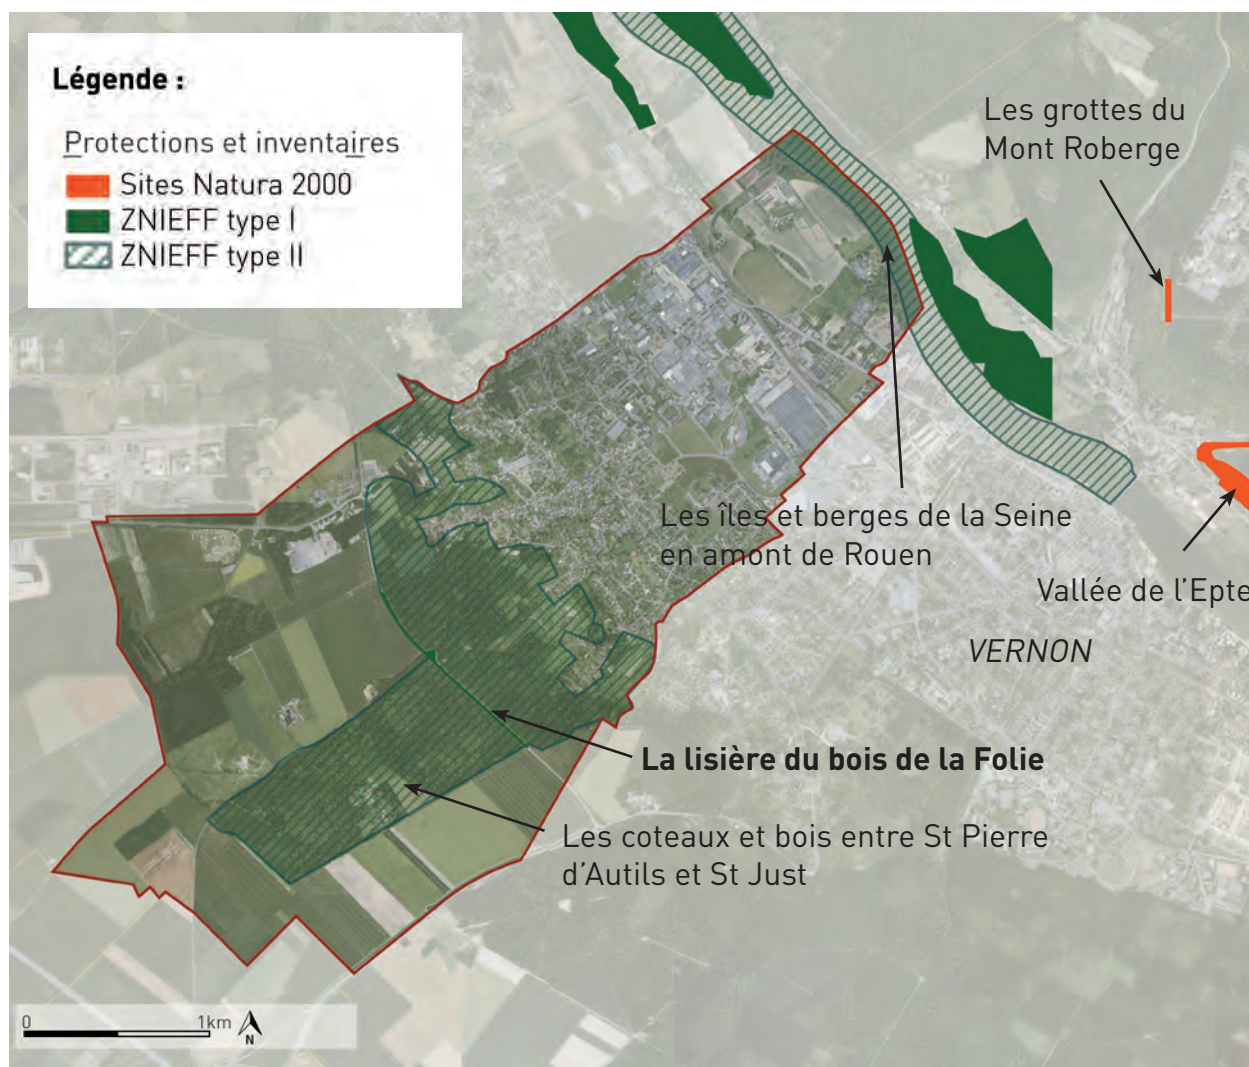 Légende :
Protections et inventaires
Sites Natura 2000
ZNIEFF type I
ZNIEFF type II
Les grottes du
Mont Roberge
Les îles et berges de la Seine
en amont de Rouen
Vallée de l'Epte
VERNON
La lisière du bois de la Folie
Les coteaux et bois entre St Pierre
d'Autils et St Just
0 1km
N